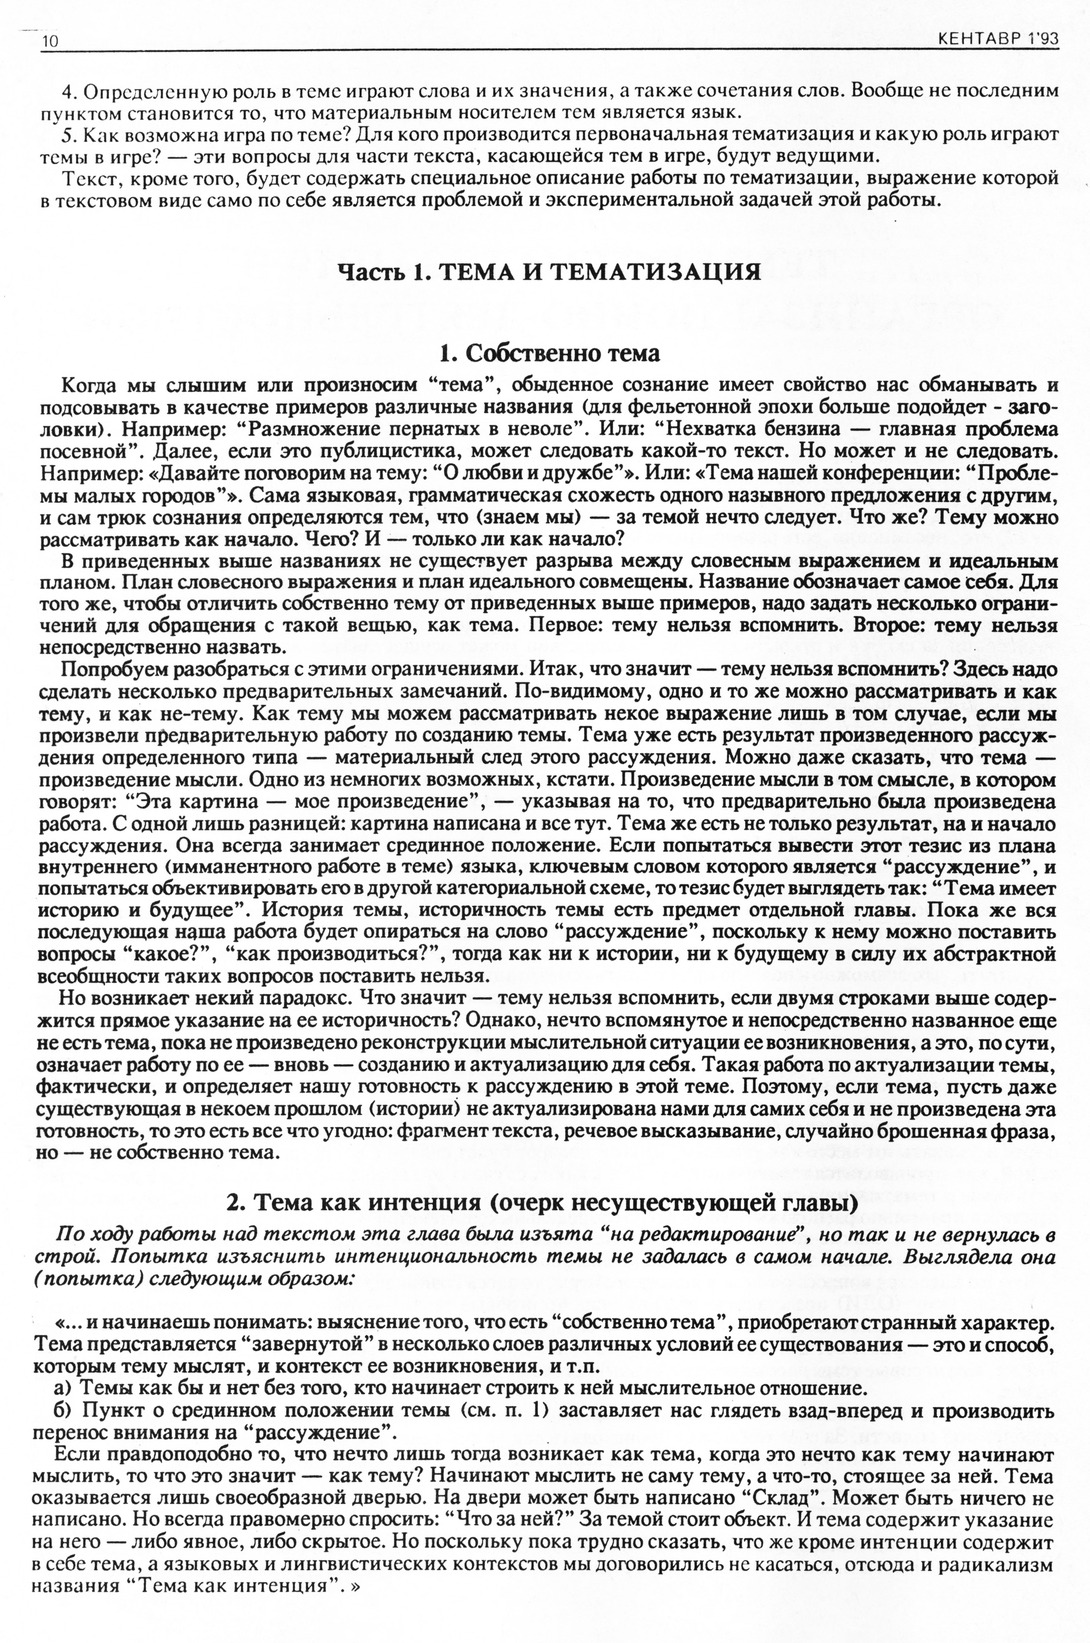 10
КЕНТАВР 1'93
4. Определенную роль в теме играют слова и их значения, а также сочетания слов. Вообще не последним
пунктом становится то, что материальным носителем тем является язык.
5. Как возможна игра по теме? Для кого производится первоначальная тематизация и какую роль играют
темы в игре? — эти вопросы для части текста, касающейся тем в игре, будут ведущими.
Текст, кроме того, будет содержать специальное описание работы по тематизации, выражение которой
в текстовом виде само по себе является проблемой и экспериментальной задачей этой работы.
Часть 1. ТЕМА И ТЕМАТИЗАЦИЯ
1. Собственно тема
Когда мы слышим или произносим “тема”, обыденное сознание имеет свойство нас обманывать и
подсовывать в качестве примеров различные названия (для фельетонной эпохи больше подойдет - заго-
ловки). Например: “Размножение пернатых в неволе”. Или: “Нехватка бензина — главная проблема
посевной”. Далее, если это публицистика, может следовать какой-то текст. Но может и не следовать.
Например: «Давайте поговорим на тему: “О любви и дружбе”». Или: «Тема нашей конференции: “Пробле-
мы малых городов”». Сама языковая, грамматическая схожесть одного назывного предложения с другим,
и сам трюк сознания определяются тем, что (знаем мы) — за темой нечто следует. Что же? Тему можно
рассматривать как начало. Чего? И — только ли как начало?
В приведенных выше названиях не существует разрыва между словесным выражением и идеальным
планом. План словесного выражения и план идеального совмещены. Название обозначает самое себя. Для
того же, чтобы отличить собственно тему от приведенных выше примеров, надо задать несколько ограни-
чений для обращения с такой вещью, как тема. Первое: тему нельзя вспомнить. Второе: тему нельзя
непосредственно назвать.
Попробуем разобраться с этими ограничениями. Итак, что значит — тему нельзя вспомнить? Здесь надо
сделать несколько предварительных замечаний. По-видимому, одно и то же можно рассматривать и как
тему, и как не-тему. Как тему мы можем рассматривать некое выражение лишь в том случае, если мы
произвели предварительную работу по созданию темы. Тема уже есть результат произведенного рассуж-
дения определенного типа — материальный след этого рассуждения. Можно даже сказать, что тема —
произведение мысли. Одно из немногих возможных, кстати. Произведение мысли в том смысле, в котором
говорят: “Эта картина — мое произведение”, — указывая на то, что предварительно была произведена
работа. С одной лишь разницей: картина написана и все тут. Тема же есть не только результат, на и начало
рассуждения. Она всегда занимает срединное положение. Если попытаться вывести этот тезис из плана
внутреннего (имманентного работе в теме) языка, ключевым словом которого является “рассуждение”, и
попытаться объективировать его в другой категориальной схеме, то тезис будет выглядеть так: “Тема имеет
историю и будущее”. История темы, историчность темы есть предмет отдельной главы. Пока же вся
последующая наша работа будет опираться на слово “рассуждение”, поскольку к нему можно поставить
вопросы “какое?”, “как производиться?”, тогда как ни к истории, ни к будущему в силу их абстрактной
всеобщности таких вопросов поставить нельзя.
Но возникает некий парадокс. Что значит — тему нельзя вспомнить, если двумя строками выше содер-
жится прямое указание на ее историчность? Однако, нечто вспомянутое и непосредственно названное еще
не есть тема, пока не произведено реконструкции мыслительной ситуации ее возникновения, а это, по сути,
означает работу по ее — вновь — созданию и актуализацию для себя. Такая работа по актуализации темы,
фактически, и определяет нашу готовность к рассуждению в этой теме. Поэтому, если тема, пусть даже
существующая в некоем прошлом (истории) не актуализирована нами для самих себя и не произведена эта
готовность, то это есть все что угодно: фрагмент текста, речевое высказывание, случайно брошенная фраза,
но — не собственно тема.
2. Тема как интенция (очерк несуществующей главы)
По ходу работы над текстом эта глава была изъята “на редактирование”, но так и не вернулась в
строй. Попытка изъяснить интенциональность темы не задалась в самом начале. Выглядела она
(попытка) следующим образом:
«... и начинаешь понимать: выяснение того, что есть “собственно тема”, приобретают странный характер.
Тема представляется “завернутой” в несколько слоев различных условий ее существования — это и способ,
которым тему мыслят, и контекст ее возникновения, и т.п.
а) Темы как бы и нет без того, кто начинает строить к ней мыслительное отношение.
б) Пункт о срединном положении темы (см. п. 1) заставляет нас глядеть взад-вперед и производить
перенос внимания на “рассуждение”.
Если правдоподобно то, что нечто лишь тогда возникает как тема, когда это нечто как тему начинают
мыслить, то что это значит — как тему? Начинают мыслить не саму тему, а что-то, стоящее за ней. Тема
оказывается лишь своеобразной дверью. На двери может быть написано “Склад”. Может быть ничего не
написано. Но всегда правомерно спросить: “Что за ней?” За темой стоит объект. И тема содержит указание
на него — либо явное, либо скрытое. Но поскольку пока трудно сказать, что же кроме интенции содержит
в себе тема, а языковых и лингвистических контекстов мы договорились не касаться, отсюда и радикализм
названия “Тема как интенция”. »